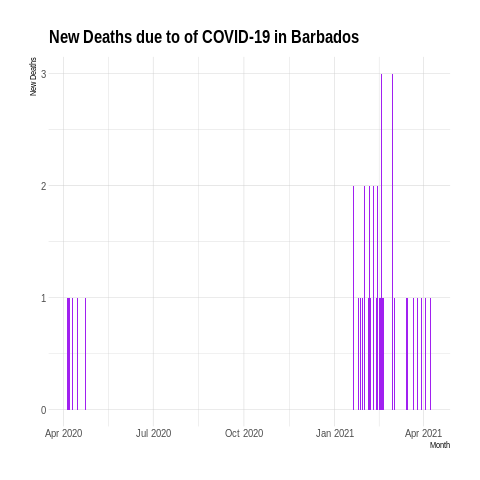 New Deaths due to of COVID-19 in Barbados
New Deaths
3
2
1
0
Apr 2020 Jul 2020 Oct 2020 Jan 2021 Apr 2021
Month